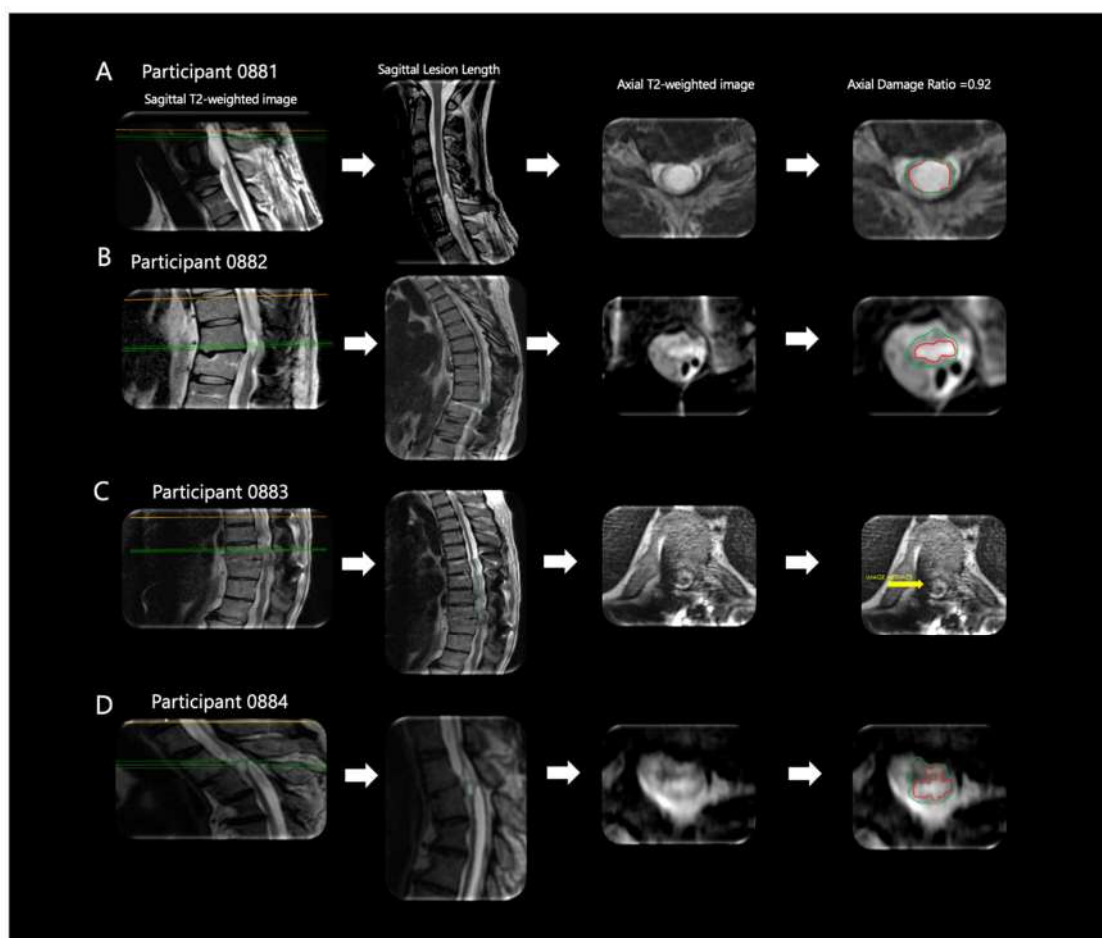 A
Participant 0881
Sagittal T2-weighted image
Sagittal Lesion Length
Axial T2-weighted image
Axial Damage Ratio =0.92
B
Participant 0882
C
Participant 0883
D
Participant 0884